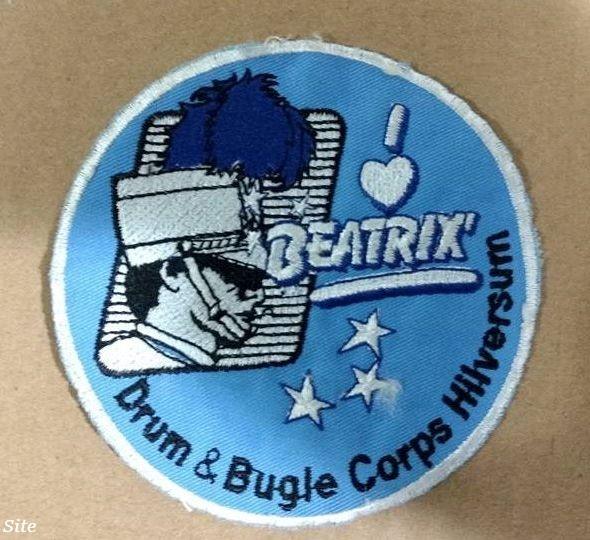 I
BEATRIX'
Drum & Bugle Corps Hilversum
Site